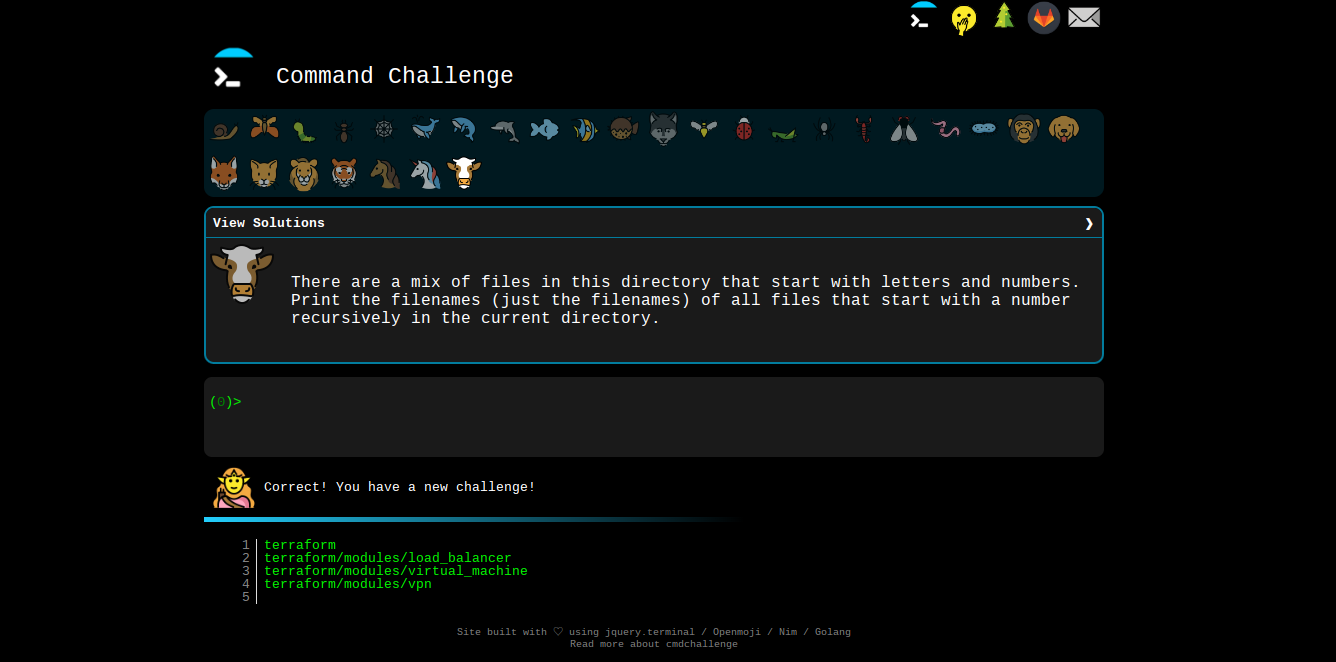 Command Challenge
View Solutions ❯
There are a mix of files in this directory that start with letters and numbers.
Print the filenames (just the filenames) of all files that start with a number
recursively in the current directory.
(0)>
Correct! You have a new challenge!
1 terraform
2 terraform/modules/load_balancer
3 terraform/modules/virtual_machine
4 terraform/modules/vpn
5
Site built with ♡ using jquery.terminal / Openmoji / Nim / Golang
Read more about cmdchallenge